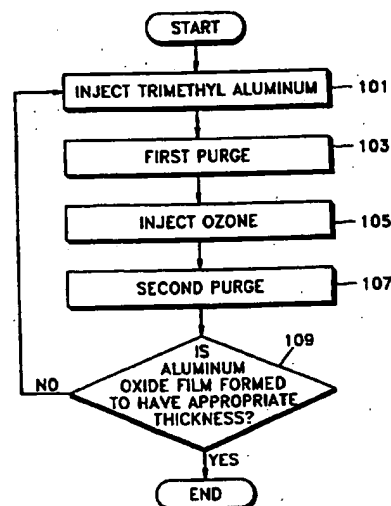 START
INJECT TRIMETHYL ALUMINUM
101
FIRST PURGE
103
INJECT OZONE
105
SECOND PURGE
107
IS
109
ALUMINUM
OXIDE FILM FORMED
TO HAVE APPROPRIATE
THICKNESS?
NO
YES
END